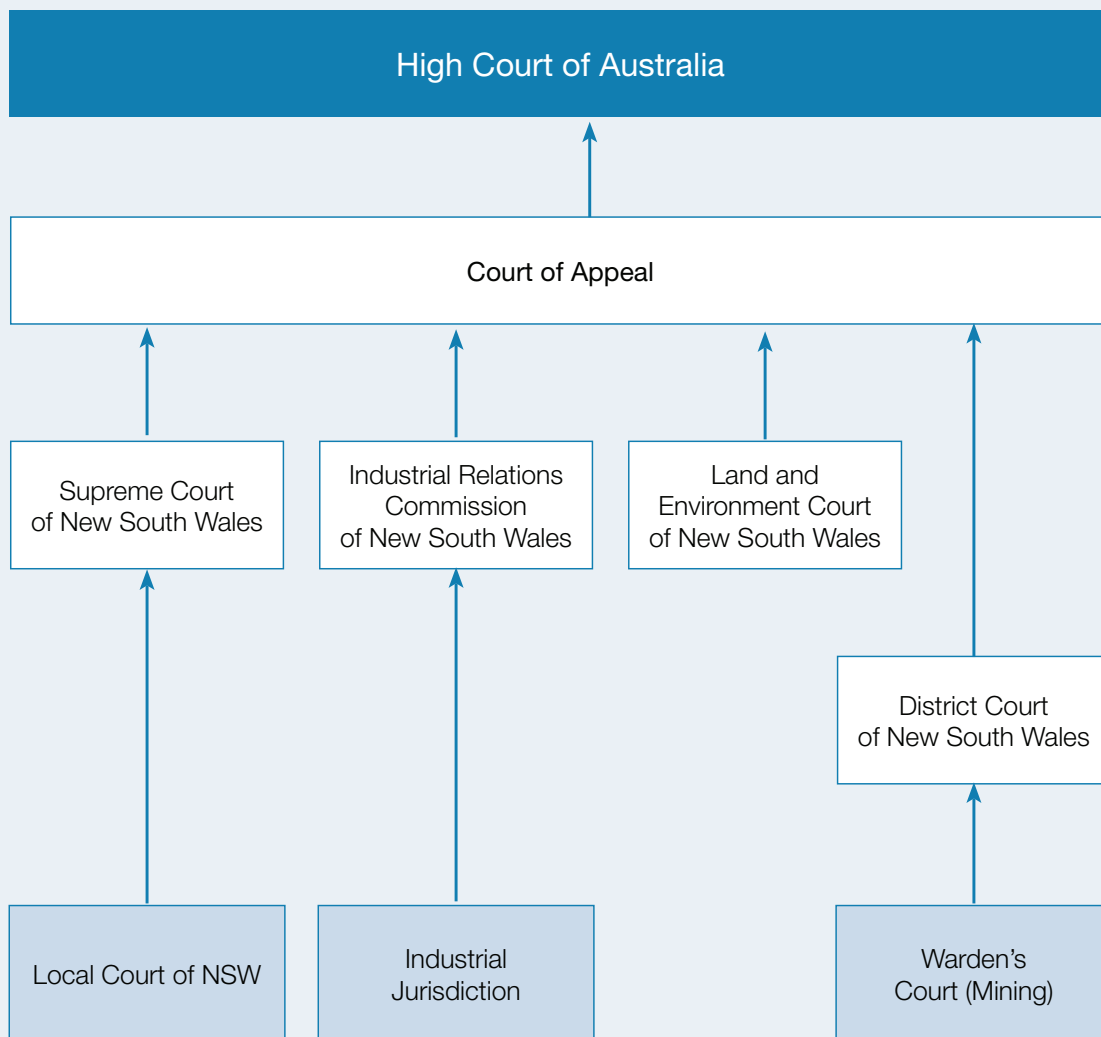 High Court of Australia
Court of Appeal
Supreme Court
of New South Wales
Industrial Relations
Commission
of New South Wales
Land and
Environment Court
of New South Wales
District Court
of New South Wales
Local Court of NSW
Industrial
Jurisdiction
Warden’s
Court (Mining)